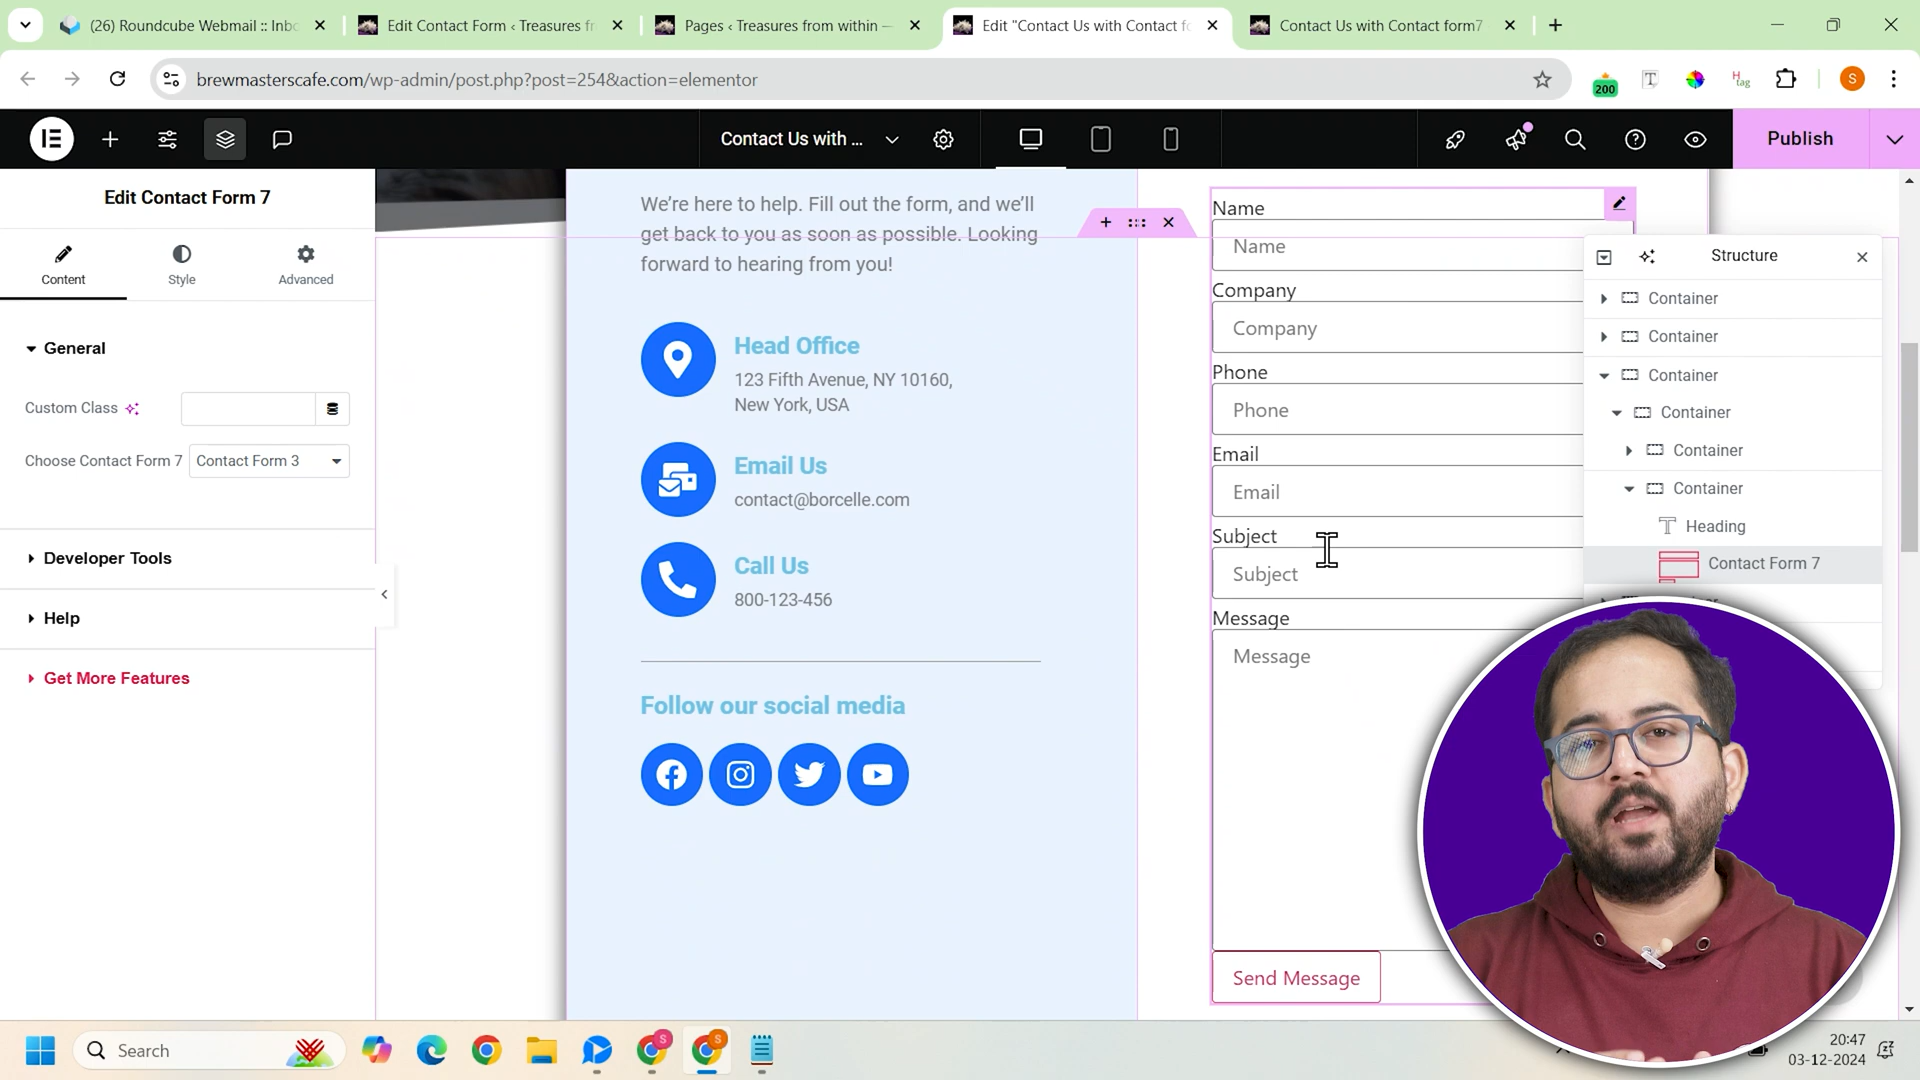 (26) Roundcube Webmail :: Inbo
Edit Contact Form ‹ Treasures fr
Pages ‹ Treasures from within —
Edit "Contact Us with Contact fo
Contact Us with Contact form7
brewmasterscafe.com/wp-admin/post.php?post=254&action=elementor
200
T
H
tag
S
Contact Us with ...
Publish
Edit Contact Form 7
Content
Style
Advanced
General
Custom Class
Choose Contact Form 7
Contact Form 3
Developer Tools
Help
Get More Features
We're here to help. Fill out the form, and we'll
get back to you as soon as possible. Looking
forward to hearing from you!
Head Office
123 Fifth Avenue, NY 10160,
New York, USA
Email Us
contact@borcelle.com
Call Us
800-123-456
Follow our social media
Name
Name
Company
Company
Phone
Phone
Email
Email
Subject
Subject
Message
Message
Send Message
Structure
Container
Container
Container
Container
Container
Container
Heading
Contact Form 7
Search
S
S
20:47
03-12-2024